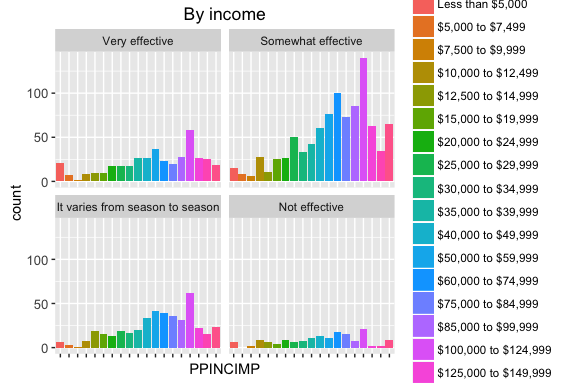 By income
Very effective
Somewhat effective
100
50
0
It varies from season to season
Not effective
100
50
0
count
PPINCIMP
Less than $5,000
$5,000 to $7,499
$7,500 to $9,999
$10,000 to $12,499
$12,500 to $14,999
$15,000 to $19,999
$20,000 to $24,999
$25,000 to $29,999
$30,000 to $34,999
$35,000 to $39,999
$40,000 to $49,999
$50,000 to $59,999
$60,000 to $74,999
$75,000 to $84,999
$85,000 to $99,999
$100,000 to $124,999
$125,000 to $149,999